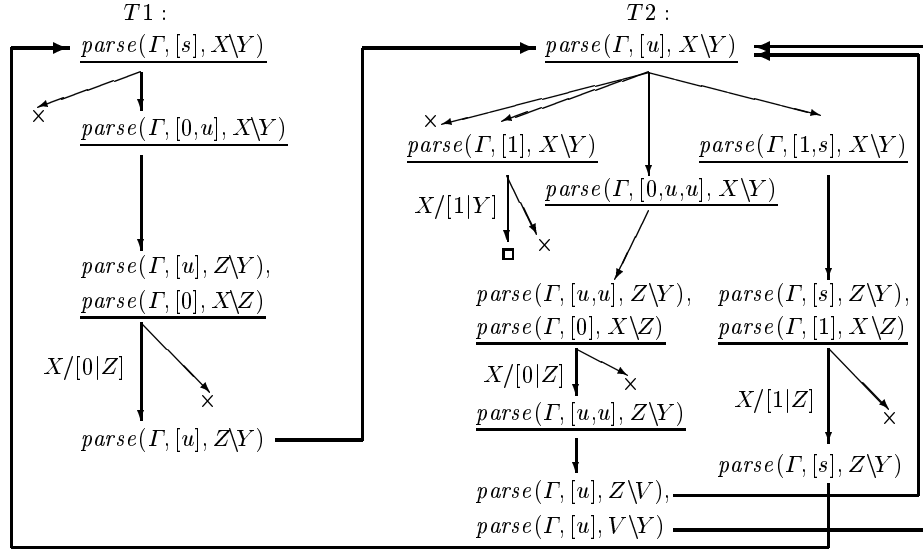 T1 :
parse(Γ, [s], X\Y)
×
parse(Γ, [0,u], X\Y)
parse(Γ, [u], Z\Y),
parse(Γ, [0], X\Z)
X/[0|Z]
×
parse(Γ, [u], Z\Y)
T2 :
parse(Γ, [u], X\Y)
×
parse(Γ, [1], X\Y)
X/[1|Y]
×
parse(Γ, [0,u,u], X\Y)
parse(Γ, [u,u], Z\Y),
parse(Γ, [0], X\Z)
X/[0|Z]
×
parse(Γ, [u,u], Z\Y)
parse(Γ, [u], Z\V),
parse(Γ, [u], V\Y)
parse(Γ, [1,s], X\Y)
parse(Γ, [s], Z\Y),
parse(Γ, [1], X\Z)
X/[1|Z]
×
parse(Γ, [s], Z\Y)